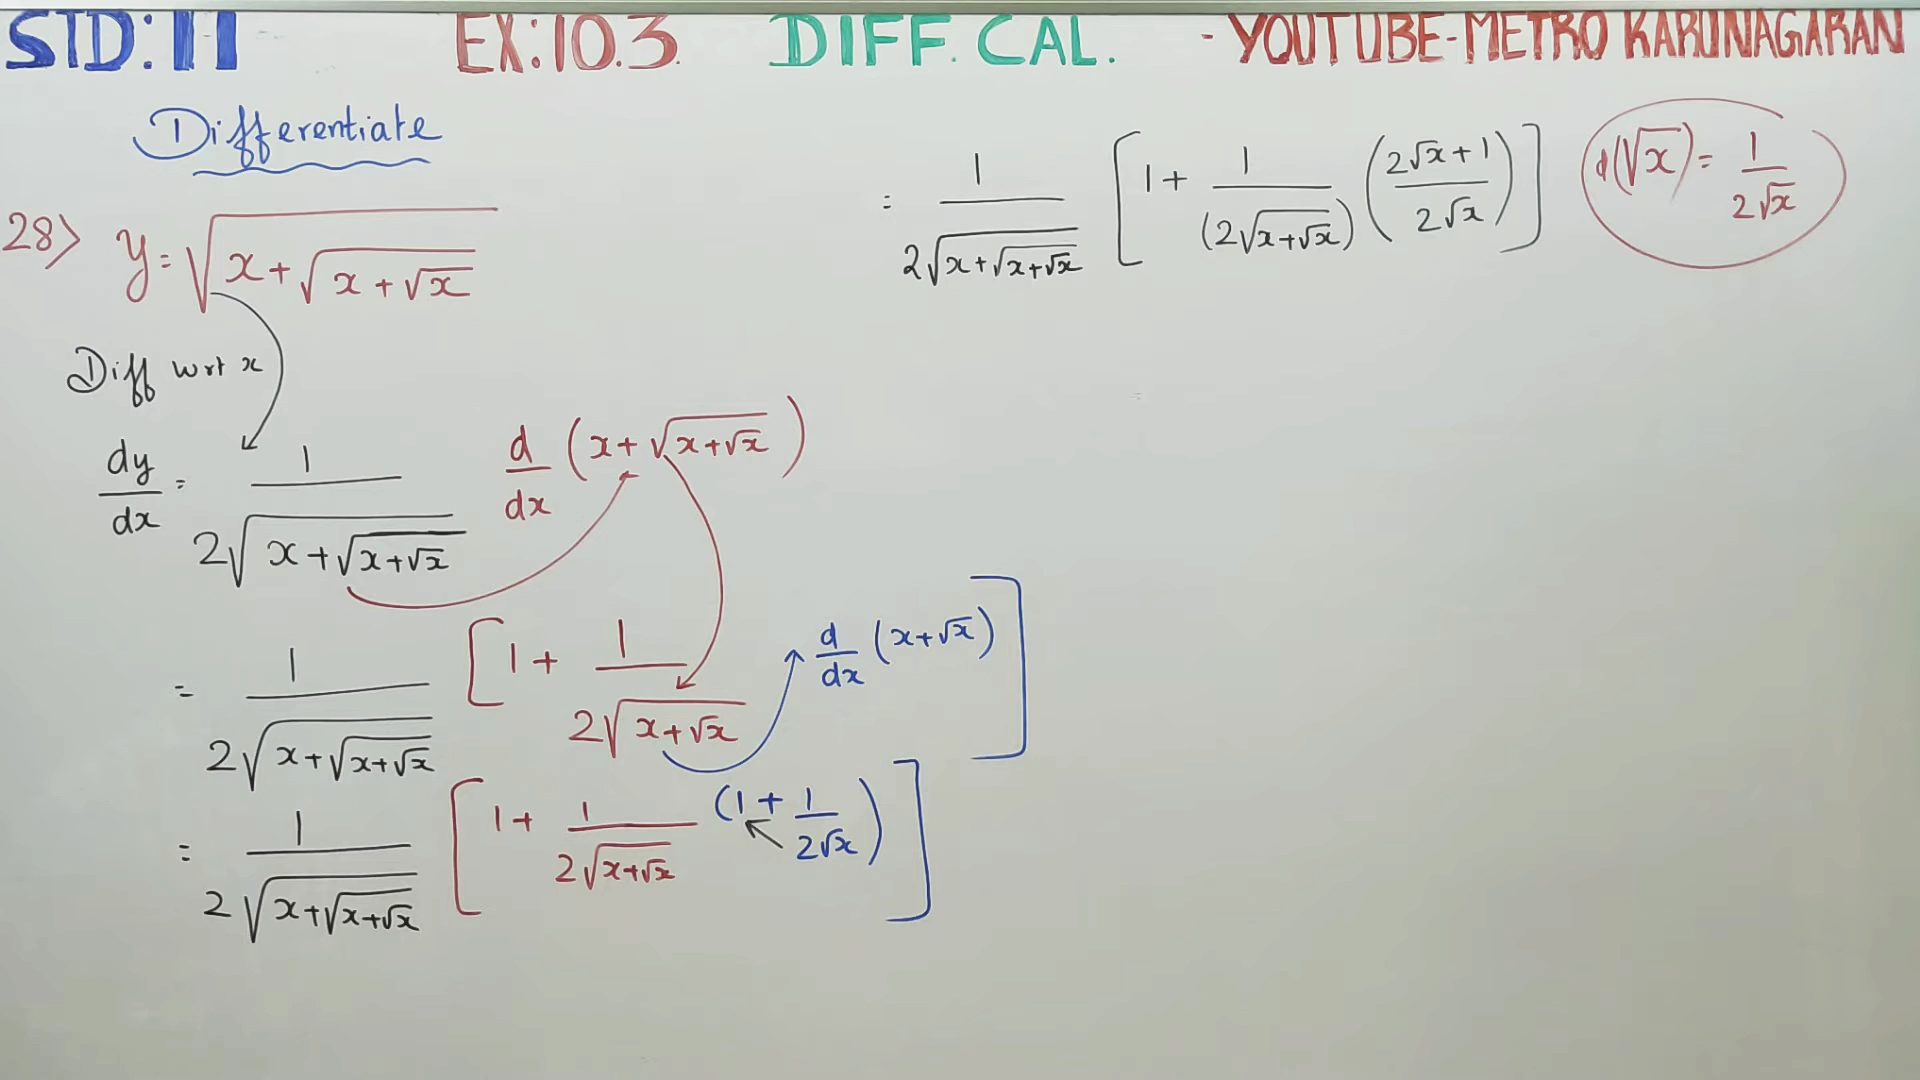 STD: 11 EX: 10.3. DIFF. CAL. - YOUTUBE-METRO KARUNAGARAN
Differentiate
28> y = √(x + √(x + √x))
Diff wrt x
dy/dx = 1/(2√(x + √(x+√x))) d/dx (x + √(x+√x))
= 1/(2√(x + √(x+√x))) [1 + 1/(2√(x+√x)) d/dx (x+√x)]
= 1/(2√(x+√(x+√x))) [1 + 1/(2√(x+√x)) (1 + 1/(2√x))]
= 1/(2√(x+√(x+√x))) [1 + 1/(2√(x+√x)) ((2√x + 1)/(2√x))]
d(√x) = 1/(2√x)